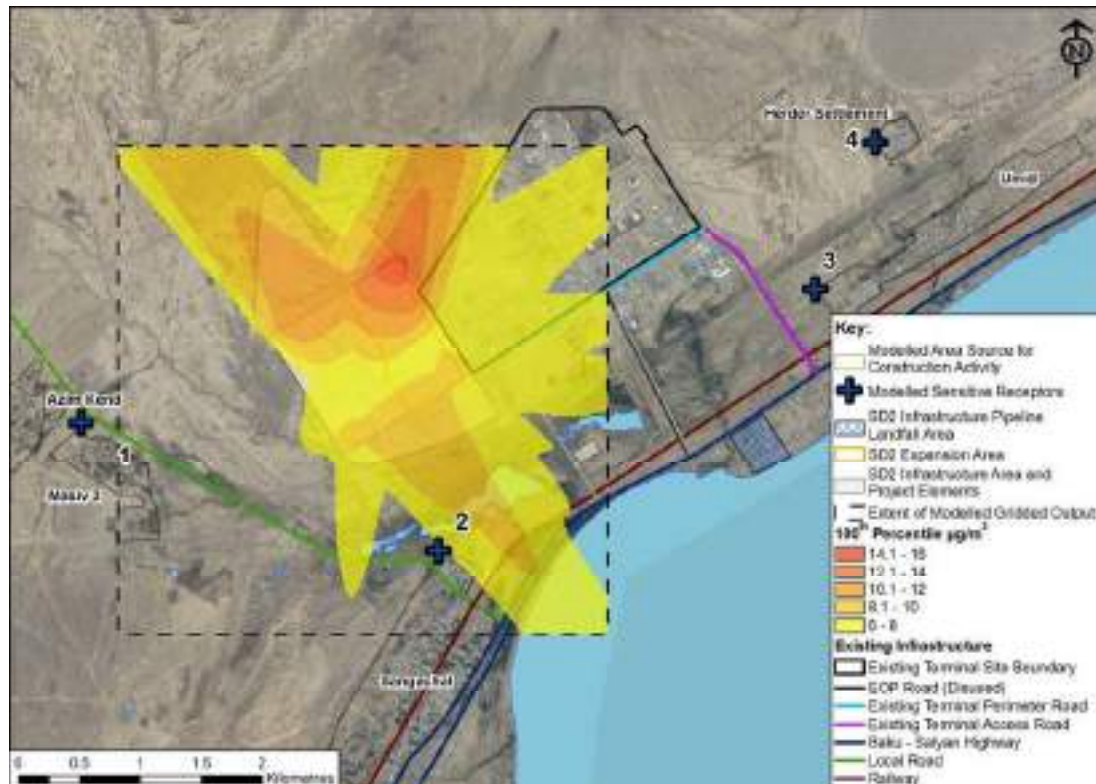 N
Herder Settlement
4
Umid
3
Azim Kend
1
Masiv 3
2
Sangachal
Key:
Modelled Area Source for
Construction Activity
Modelled Sensitive Receptors
SD2 Infrastructure Pipeline
Landfall Area
SD2 Expansion Area
SD2 Infrastructure Area and
Project Elements
Extent of Modelled Gridded Output
100th Percentile µg/m³
14.1 - 16
12.1 - 14
10.1 - 12
8.1 - 10
6 - 8
Existing Infrastructure
Existing Terminal Site Boundary
EOP Road (Disused)
Existing Terminal Perimeter Road
Existing Terminal Access Road
Baku - Salyan Highway
Local Road
Railway
0 0.5 1 1.5 2
Kilometres